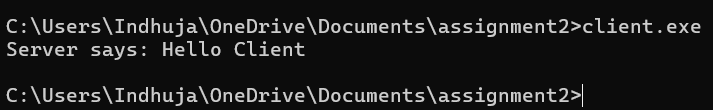 C:\Users\Indhuja\OneDrive\Documents\assignment2>client.exe
Server says: Hello Client
C:\Users\Indhuja\OneDrive\Documents\assignment2>